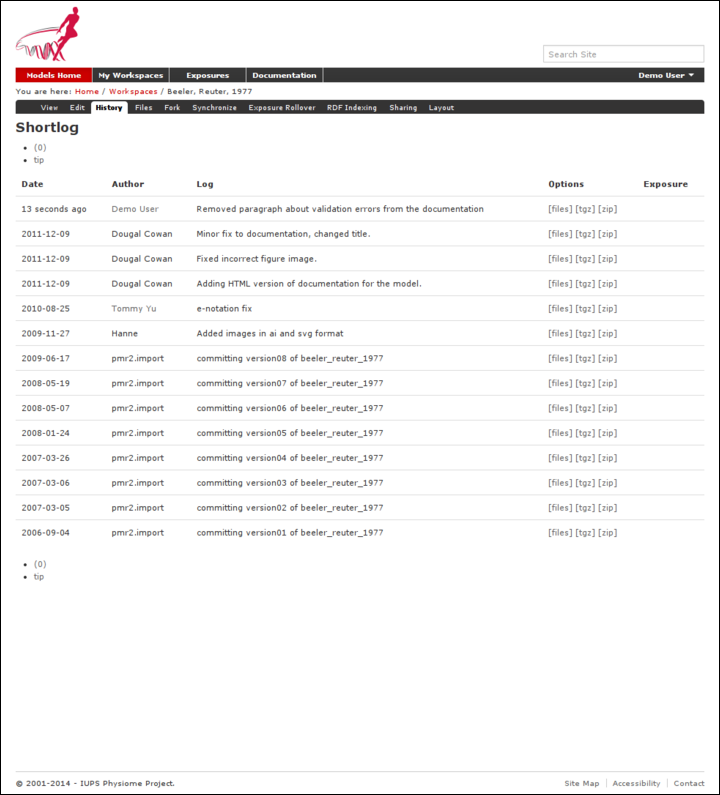 Search Site
Models Home My Workspaces Exposures Documentation Demo User
You are here: Home / Workspaces / Beeler, Reuter, 1977
View Edit History Files Fork Synchronize Exposure Rollover RDF Indexing Sharing Layout
Shortlog
(0)
tip
Date Author Log Options Exposure
13 seconds ago Demo User Removed paragraph about validation errors from the documentation [files] [tgz] [zip]
2011-12-09 Dougal Cowan Minor fix to documentation, changed title. [files] [tgz] [zip]
2011-12-09 Dougal Cowan Fixed incorrect figure image. [files] [tgz] [zip]
2011-12-09 Dougal Cowan Adding HTML version of documentation for the model. [files] [tgz] [zip]
2010-08-25 Tommy Yu e-notation fix [files] [tgz] [zip]
2009-11-27 Hanne Added images in ai and svg format [files] [tgz] [zip]
2009-06-17 pmr2.import committing version08 of beeler_reuter_1977 [files] [tgz] [zip]
2008-05-19 pmr2.import committing version07 of beeler_reuter_1977 [files] [tgz] [zip]
2008-05-07 pmr2.import committing version06 of beeler_reuter_1977 [files] [tgz] [zip]
2008-01-24 pmr2.import committing version05 of beeler_reuter_1977 [files] [tgz] [zip]
2007-03-26 pmr2.import committing version04 of beeler_reuter_1977 [files] [tgz] [zip]
2007-03-06 pmr2.import committing version03 of beeler_reuter_1977 [files] [tgz] [zip]
2007-03-05 pmr2.import committing version02 of beeler_reuter_1977 [files] [tgz] [zip]
2006-09-04 pmr2.import committing version01 of beeler_reuter_1977 [files] [tgz] [zip]
(0)
tip
© 2001-2014 - IUPS Physiome Project. Site Map Accessibility Contact